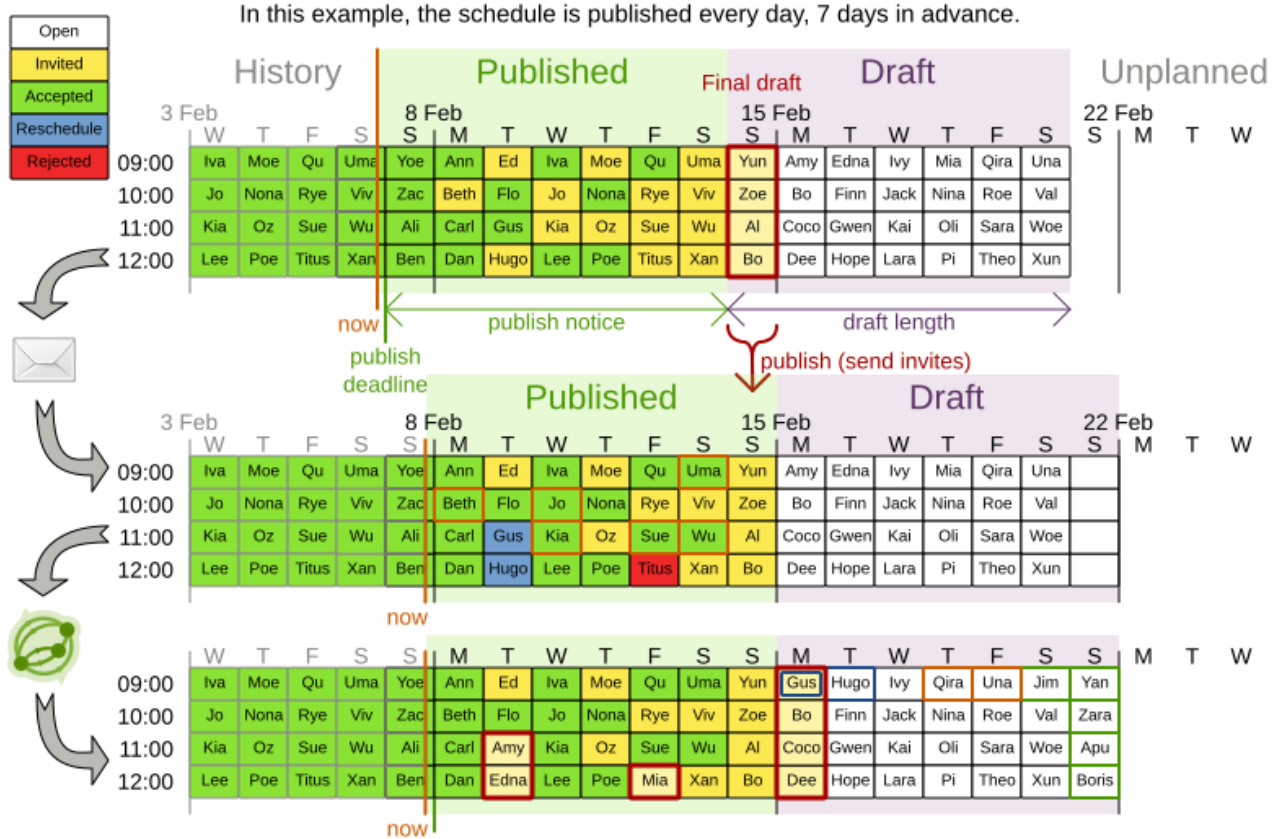 In this example, the schedule is published every day, 7 days in advance.
Open
Invited
Accepted
Reschedule
Rejected
History Published Draft Unplanned
Final draft
3 Feb 8 Feb 15 Feb 22 Feb
W T F S S M T W T F S S M T W T F S S M T W
09:00 Iva Moe Qu Uma Yoe Ann Ed Iva Moe Qu Uma Yun Amy Edna Ivy Mia Qira Una
10:00 Jo Nona Rye Viv Zac Beth Flo Jo Nona Rye Viv Zoe Bo Finn Jack Nina Roe Val
11:00 Kia Oz Sue Wu Ali Carl Gus Kia Oz Sue Wu Al Coco Gwen Kai Oli Sara Woe
12:00 Lee Poe Titus Xan Ben Dan Hugo Lee Poe Titus Xan Bo Dee Hope Lara Pi Theo Xun
now publish notice draft length
publish
deadline
publish (send invites)
Published Draft
3 Feb 8 Feb 15 Feb 22 Feb
W T F S S M T W T F S S M T W T F S S M T W
09:00 Iva Moe Qu Uma Yoe Ann Ed Iva Moe Qu Uma Yun Amy Edna Ivy Mia Qira Una
10:00 Jo Nona Rye Viv Zac Beth Flo Jo Nona Rye Viv Zoe Bo Finn Jack Nina Roe Val
11:00 Kia Oz Sue Wu Ali Carl Gus Kia Oz Sue Wu Al Coco Gwen Kai Oli Sara Woe
12:00 Lee Poe Titus Xan Ben Dan Hugo Lee Poe Titus Xan Bo Dee Hope Lara Pi Theo Xun
now
W T F S S M T W T F S S M T W T F S S M T W
09:00 Iva Moe Qu Uma Yoe Ann Ed Iva Moe Qu Uma Yun Gus Hugo Ivy Qira Una Jim Yan
10:00 Jo Nona Rye Viv Zac Beth Flo Jo Nona Rye Viv Zoe Bo Finn Jack Nina Roe Val Zara
11:00 Kia Oz Sue Wu Ali Carl Amy Kia Oz Sue Wu Al Coco Gwen Kai Oli Sara Woe Apu
12:00 Lee Poe Titus Xan Ben Dan Edna Lee Poe Mia Xan Bo Dee Hope Lara Pi Theo Xun Boris
now